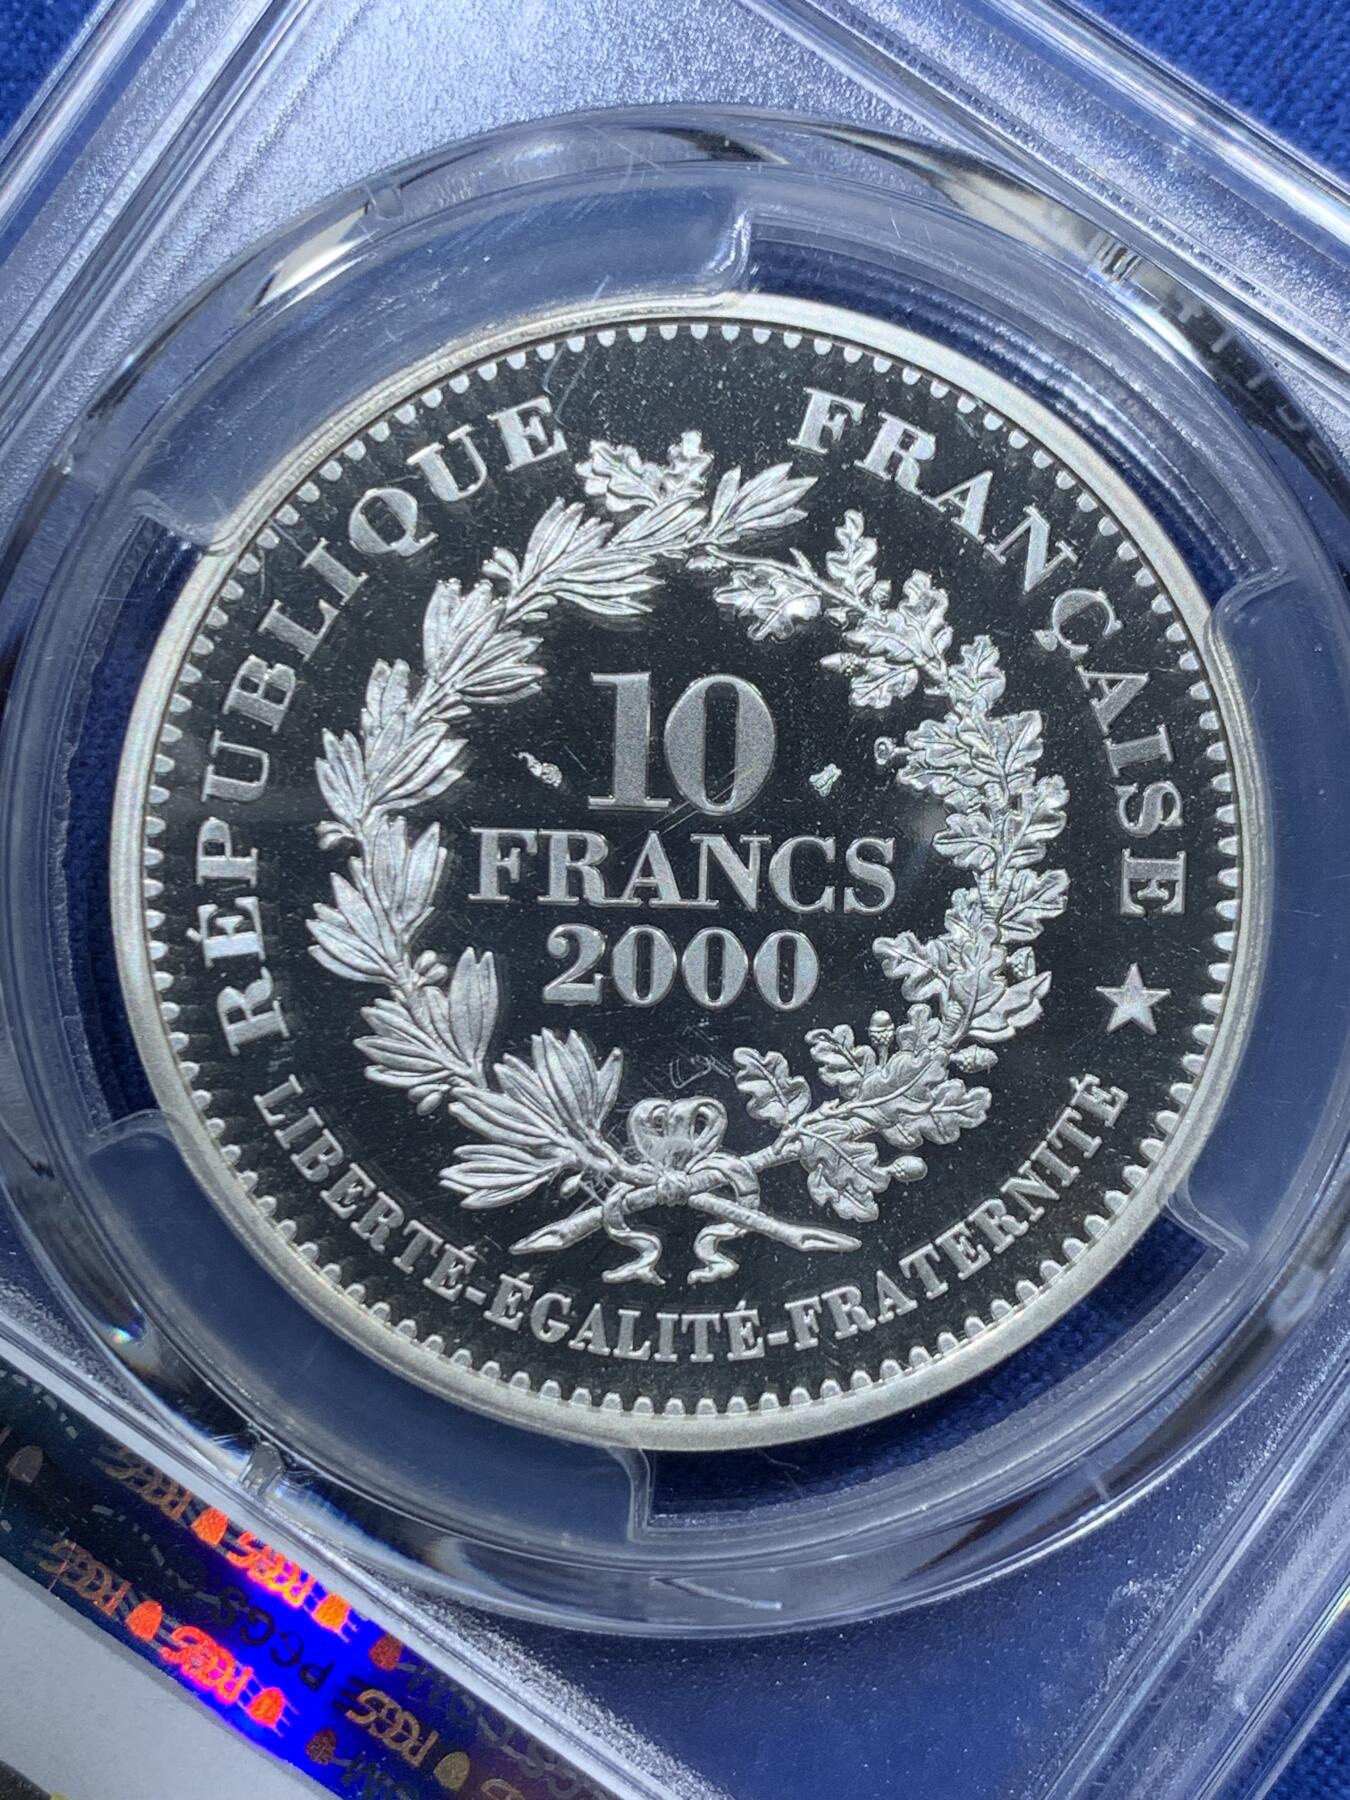 RÉPUBLIQUE FRANÇAISE
10
FRANCS
2000
LIBERTÉ-ÉGALITÉ-FRATERNITÉ
PCGS